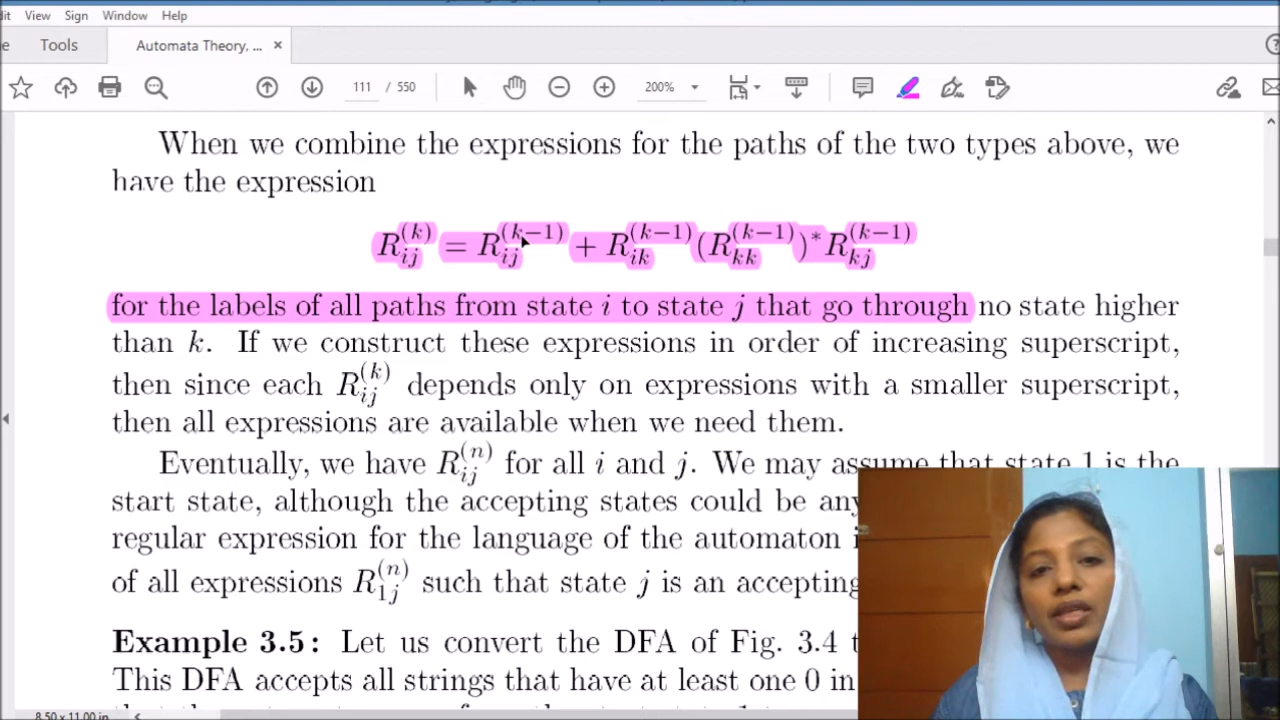 View Sign Window Help
Tools Automata Theory, ... ×
111 / 550 200%
When we combine the expressions for the paths of the two types above, we
have the expression
R_{ij}^{(k)} = R_{ij}^{(k-1)} + R_{ik}^{(k-1)}(R_{kk}^{(k-1)})^*R_{kj}^{(k-1)}
for the labels of all paths from state i to state j that go through no state higher
than k. If we construct these expressions in order of increasing superscript,
then since each R_{ij}^{(k)} depends only on expressions with a smaller superscript,
then all expressions are available when we need them.
Eventually, we have R_{ij}^{(n)} for all i and j. We may assume that state 1 is the
start state, although the accepting states could be any
regular expression for the language of the automaton
of all expressions R_{1j}^{(n)} such that state j is an accepting
Example 3.5: Let us convert the DFA of Fig. 3.4
This DFA accepts all strings that have at least one 0 in
8.50 x 11.00 in